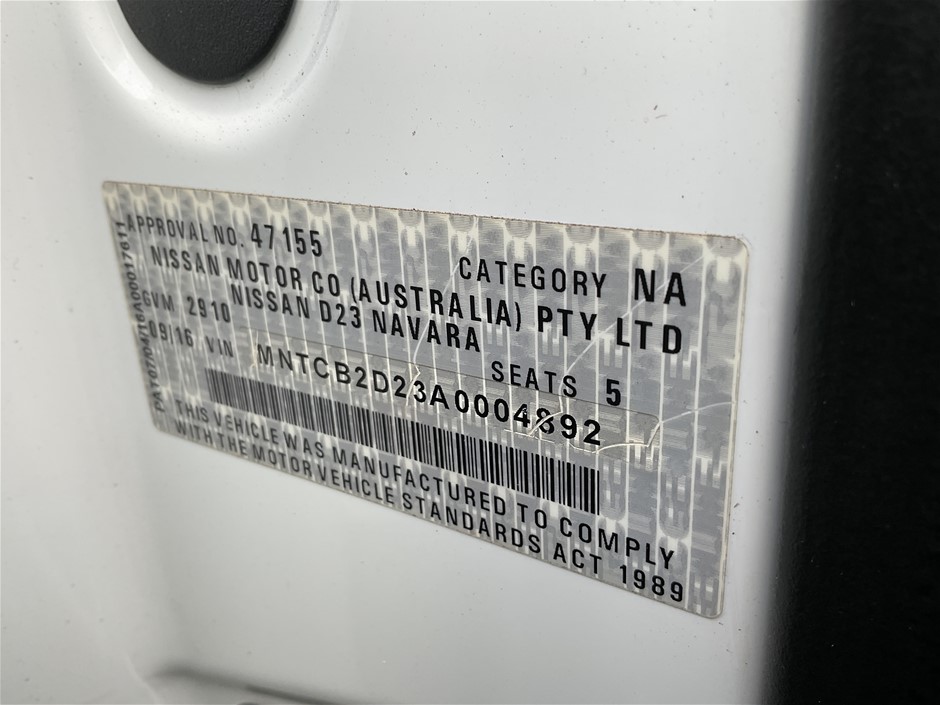 APPROVAL NO. 47155 CATEGORY NA
NISSAN MOTOR CO (AUSTRALIA) PTY LTD
NISSAN D23 NAVARA
GVM 2910 SEATS 5
09/16 VIN MNTCB2D23A0004892
THIS VEHICLE WAS MANUFACTURED TO COMPLY
WITH THE MOTOR VEHICLE STANDARDS ACT 1989